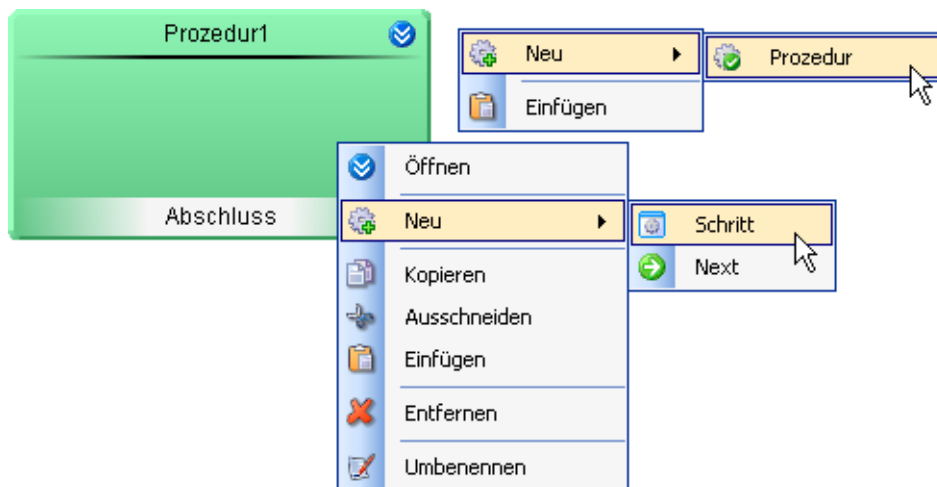 Prozedur1
Neu
Prozedur
Einfügen
Abschluss
Öffnen
Neu
Schritt
Next
Kopieren
Ausschneiden
Einfügen
Entfernen
Umbenennen